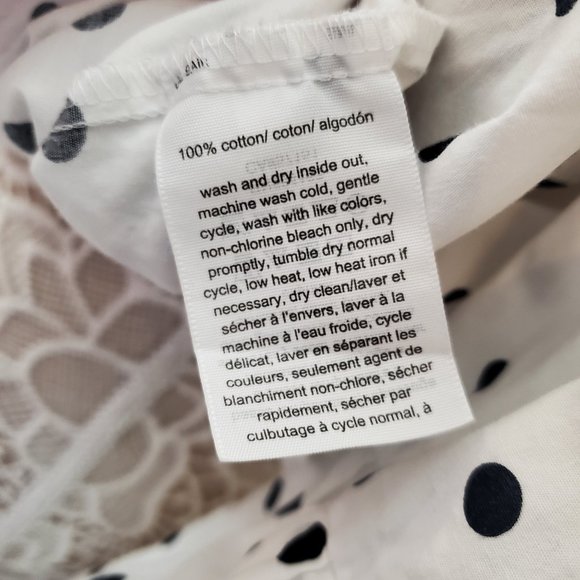 100% cotton/ coton/ algodón
wash and dry inside out,
machine wash cold, gentle
cycle, wash with like colors,
non-chlorine bleach only, dry
promptly, tumble dry normal
cycle, low heat, low heat iron if
necessary, dry clean/laver et
sécher à l'envers, laver à la
machine à l'eau froide, cycle
délicat, laver en séparant les
couleurs, seulement agent de
blanchiment non-chlore, sécher
rapidement, sécher par
culbutage à cycle normal, à